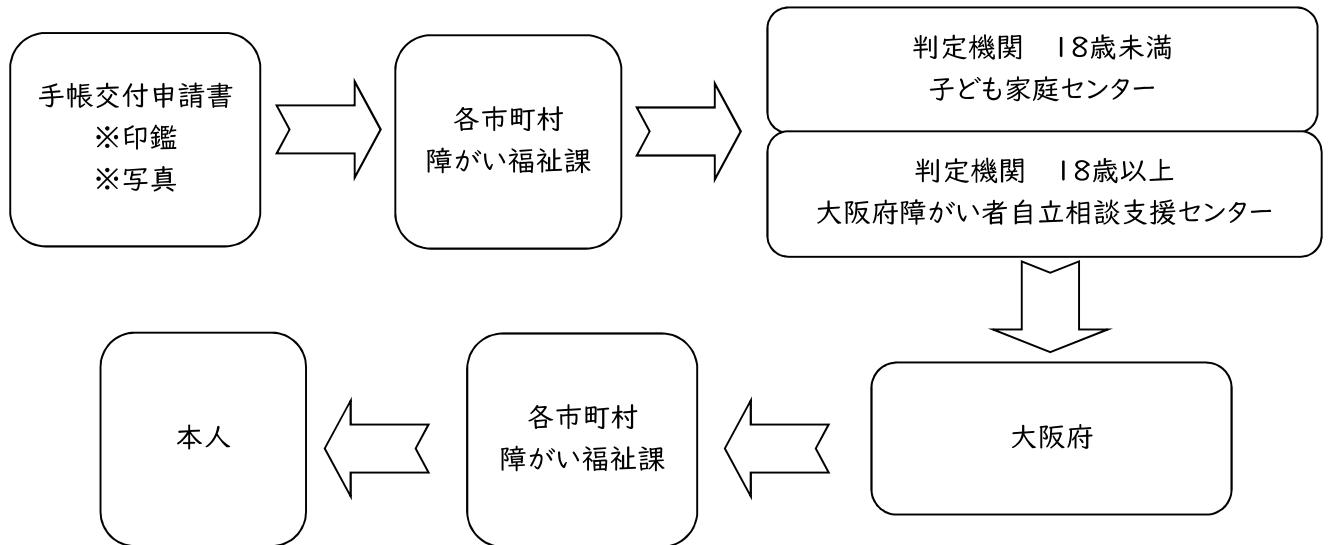 手帳交付申請書
※印鑑
※写真
各市町村
障がい福祉課
判定機関　18歳未満
子ども家庭センター
判定機関　18歳以上
大阪府障がい者自立相談支援センター
大阪府
各市町村
障がい福祉課
本人